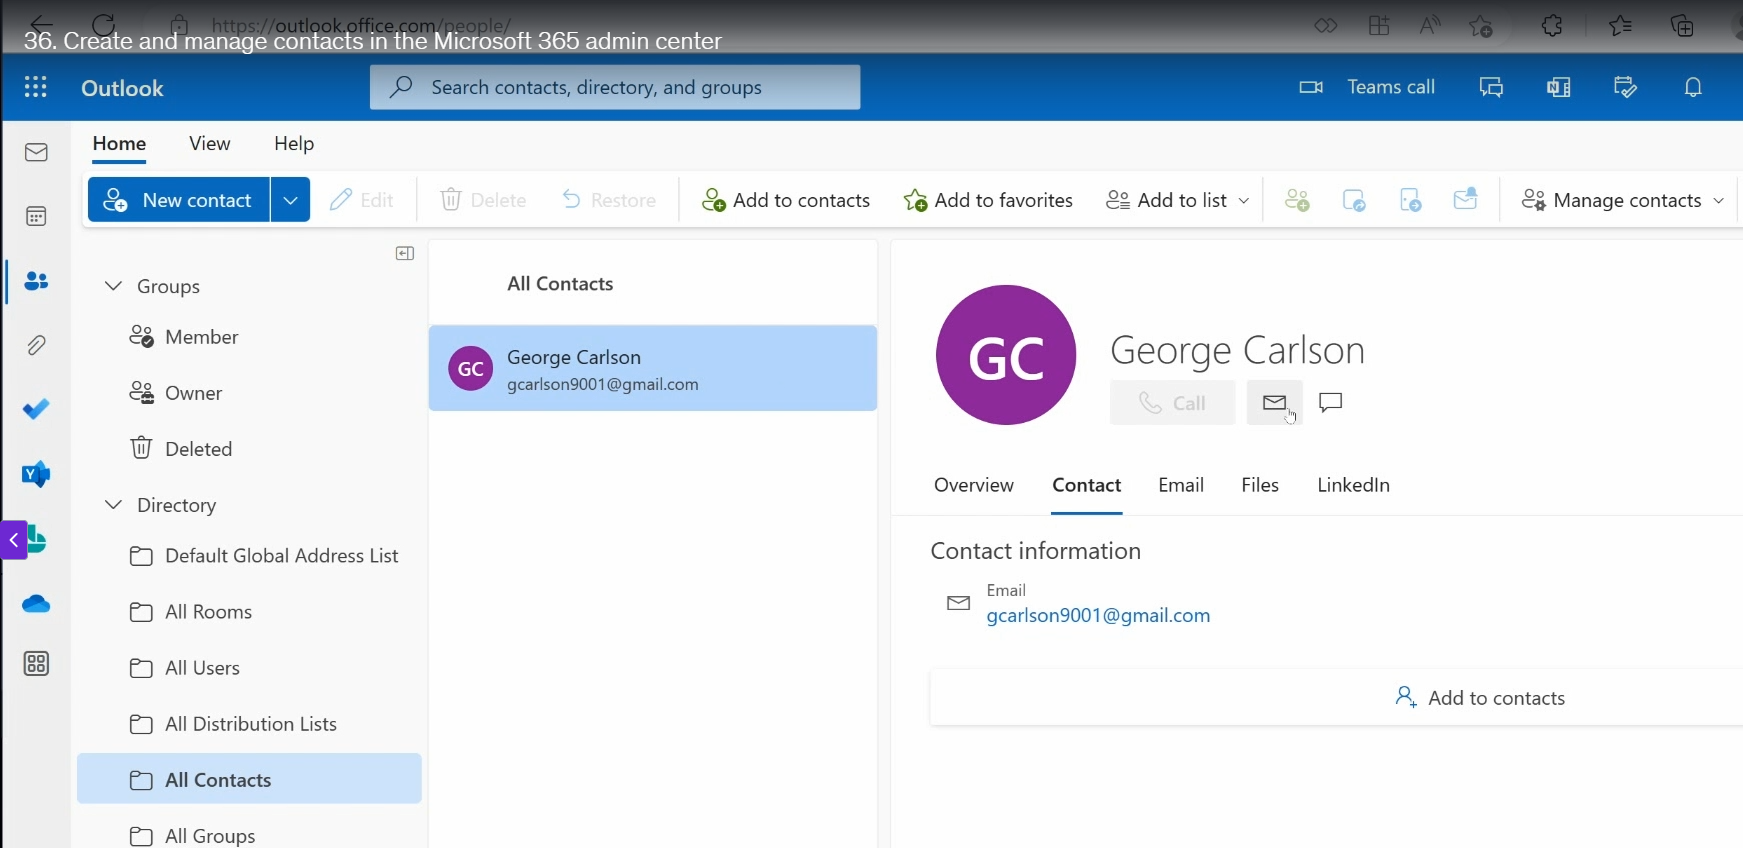 https://outlook.office.com/people/
36. Create and manage contacts in the Microsoft 365 admin center
Outlook
Search contacts, directory, and groups
Teams call
Home View Help
New contact Edit Delete Restore Add to contacts Add to favorites Add to list Manage contacts
Groups
Member
Owner
Deleted
Directory
Default Global Address List
All Rooms
All Users
All Distribution Lists
All Contacts
All Groups
All Contacts
GC
George Carlson
gcarlson9001@gmail.com
GC
George Carlson
Call
Overview Contact Email Files LinkedIn
Contact information
Email
gcarlson9001@gmail.com
Add to contacts